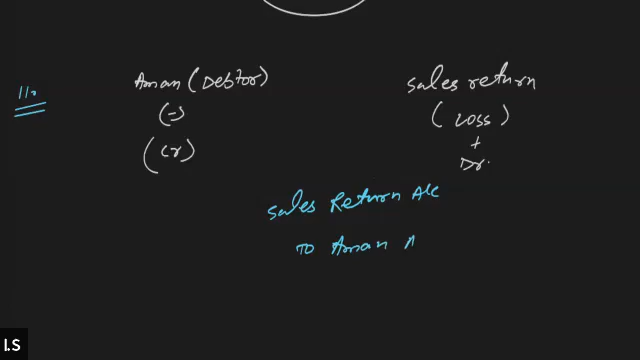 11.
Aman (Debtor)
sales return
(-)
(Loss)
(Cr)
+
Dr.
sales Return A/c
To Aman A
I.S